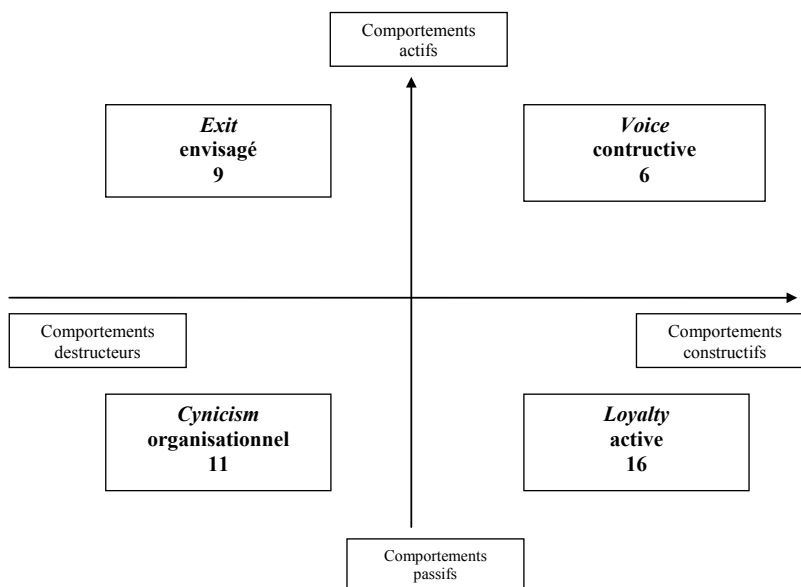 Comportements
actifs
Exit
envisagé
9
Voice
contructive
6
Comportements
destructeurs
Comportements
constructifs
Cynicism
organisationnel
11
Loyalty
active
16
Comportements
passifs